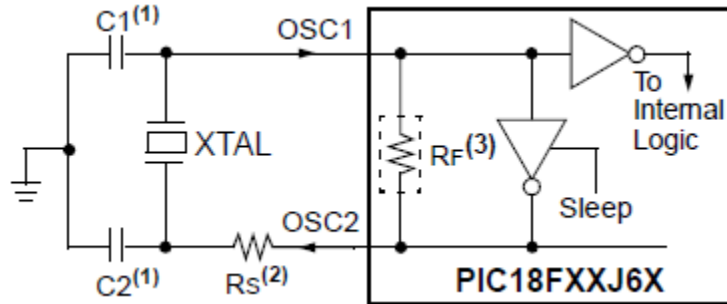 C1(1)
OSC1
To
Internal
Logic
XTAL
RF(3)
Sleep
OSC2
C2(1)
RS(2)
PIC18FXXJ6X